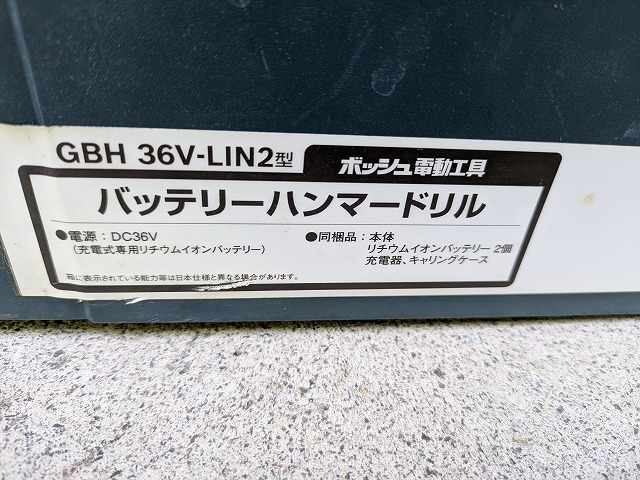 GBH 36V-LIN2型
ボッシュ電動工具
バッテリーハンマードリル
●電源：DC36V
（充電式専用リチウムイオンバッテリー）
●同梱品：本体
リチウムイオンバッテリー 2個
充電器、キャリングケース
箱に表示されている能力等は日本仕様と異なる場合があります。